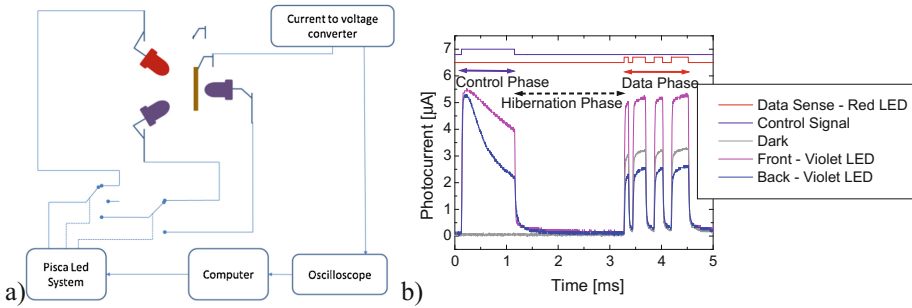 Current to voltage
converter
Pisca Led
System
Computer
Oscilloscope
a)
b)
Photocurrent [µA]
7
6
5
4
3
2
1
0
Control Phase
Hibernation Phase
Data Phase
0 1 2 3 4 5
Time [ms]
Data Sense - Red LED
Control Signal
Dark
Front - Violet LED
Back - Violet LED